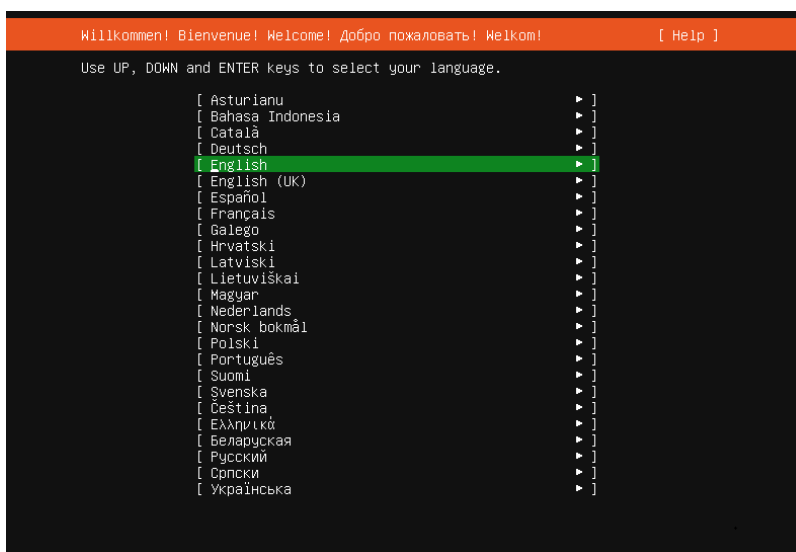 Willkommen! Bienvenue! Welcome! Добро пожаловать! Welkom! [ Help ]
Use UP, DOWN and ENTER keys to select your language.
[ Asturianu ► ]
[ Bahasa Indonesia ► ]
[ Català ► ]
[ Deutsch ► ]
[ English ► ]
[ English (UK) ► ]
[ Español ► ]
[ Français ► ]
[ Galego ► ]
[ Hrvatski ► ]
[ Latviski ► ]
[ Lietuviškai ► ]
[ Magyar ► ]
[ Nederlands ► ]
[ Norsk bokmål ► ]
[ Polski ► ]
[ Português ► ]
[ Suomi ► ]
[ Svenska ► ]
[ Čeština ► ]
[ Ελληνικά ► ]
[ Беларуская ► ]
[ Русский ► ]
[ Српски ► ]
[ Українська ► ]